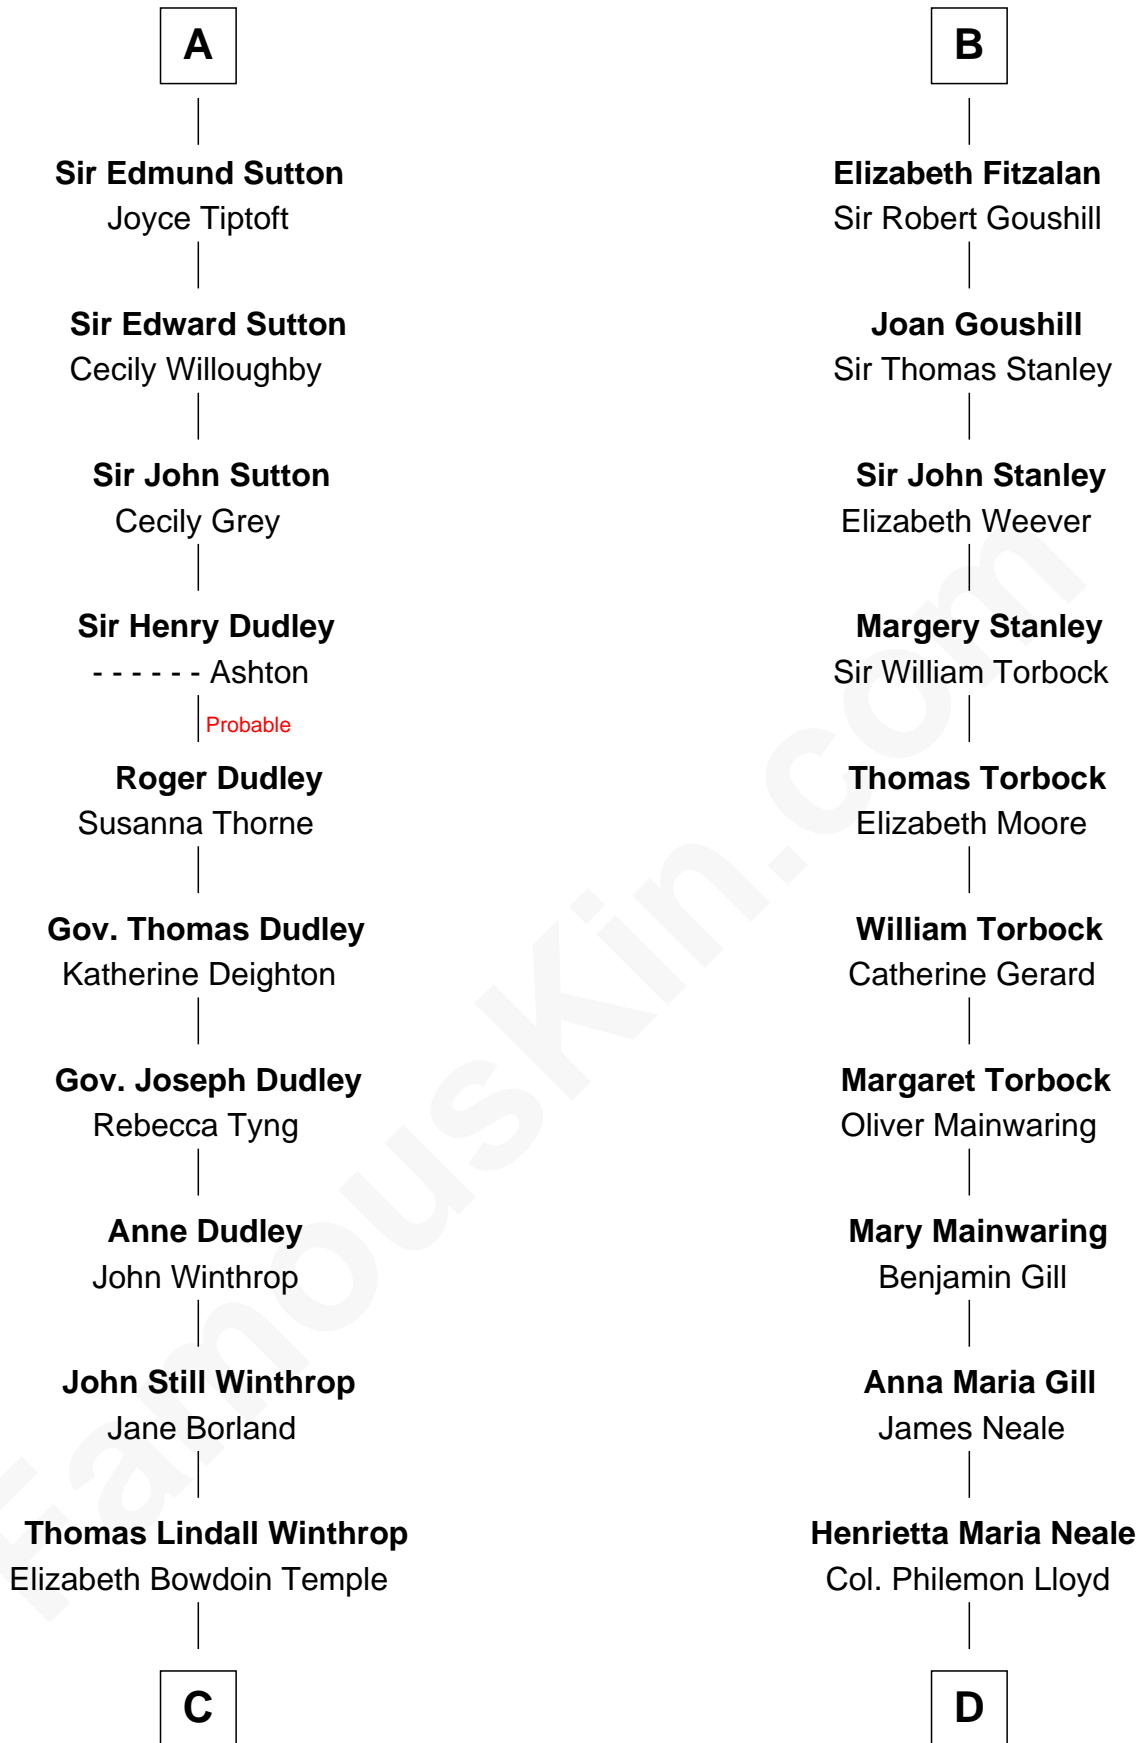 A
Sir Edmund Sutton
Joyce Tiptoft
Sir Edward Sutton
Cecily Willoughby
Sir John Sutton
Cecily Grey
Sir Henry Dudley
- - - - - - Ashton
Probable
Roger Dudley
Susanna Thorne
Gov. Thomas Dudley
Katherine Deighton
Gov. Joseph Dudley
Rebecca Tyng
Anne Dudley
John Winthrop
John Still Winthrop
Jane Borland
Thomas Lindall Winthrop
Elizabeth Bowdoin Temple
C
B
Elizabeth Fitzalan
Sir Robert Goushill
Joan Goushill
Sir Thomas Stanley
Sir John Stanley
Elizabeth Weever
Margery Stanley
Sir William Torbock
Thomas Torbock
Elizabeth Moore
William Torbock
Catherine Gerard
Margaret Torbock
Oliver Mainwaring
Mary Mainwaring
Benjamin Gill
Anna Maria Gill
James Neale
Henrietta Maria Neale
Col. Philemon Lloyd
D
FamousKin.com